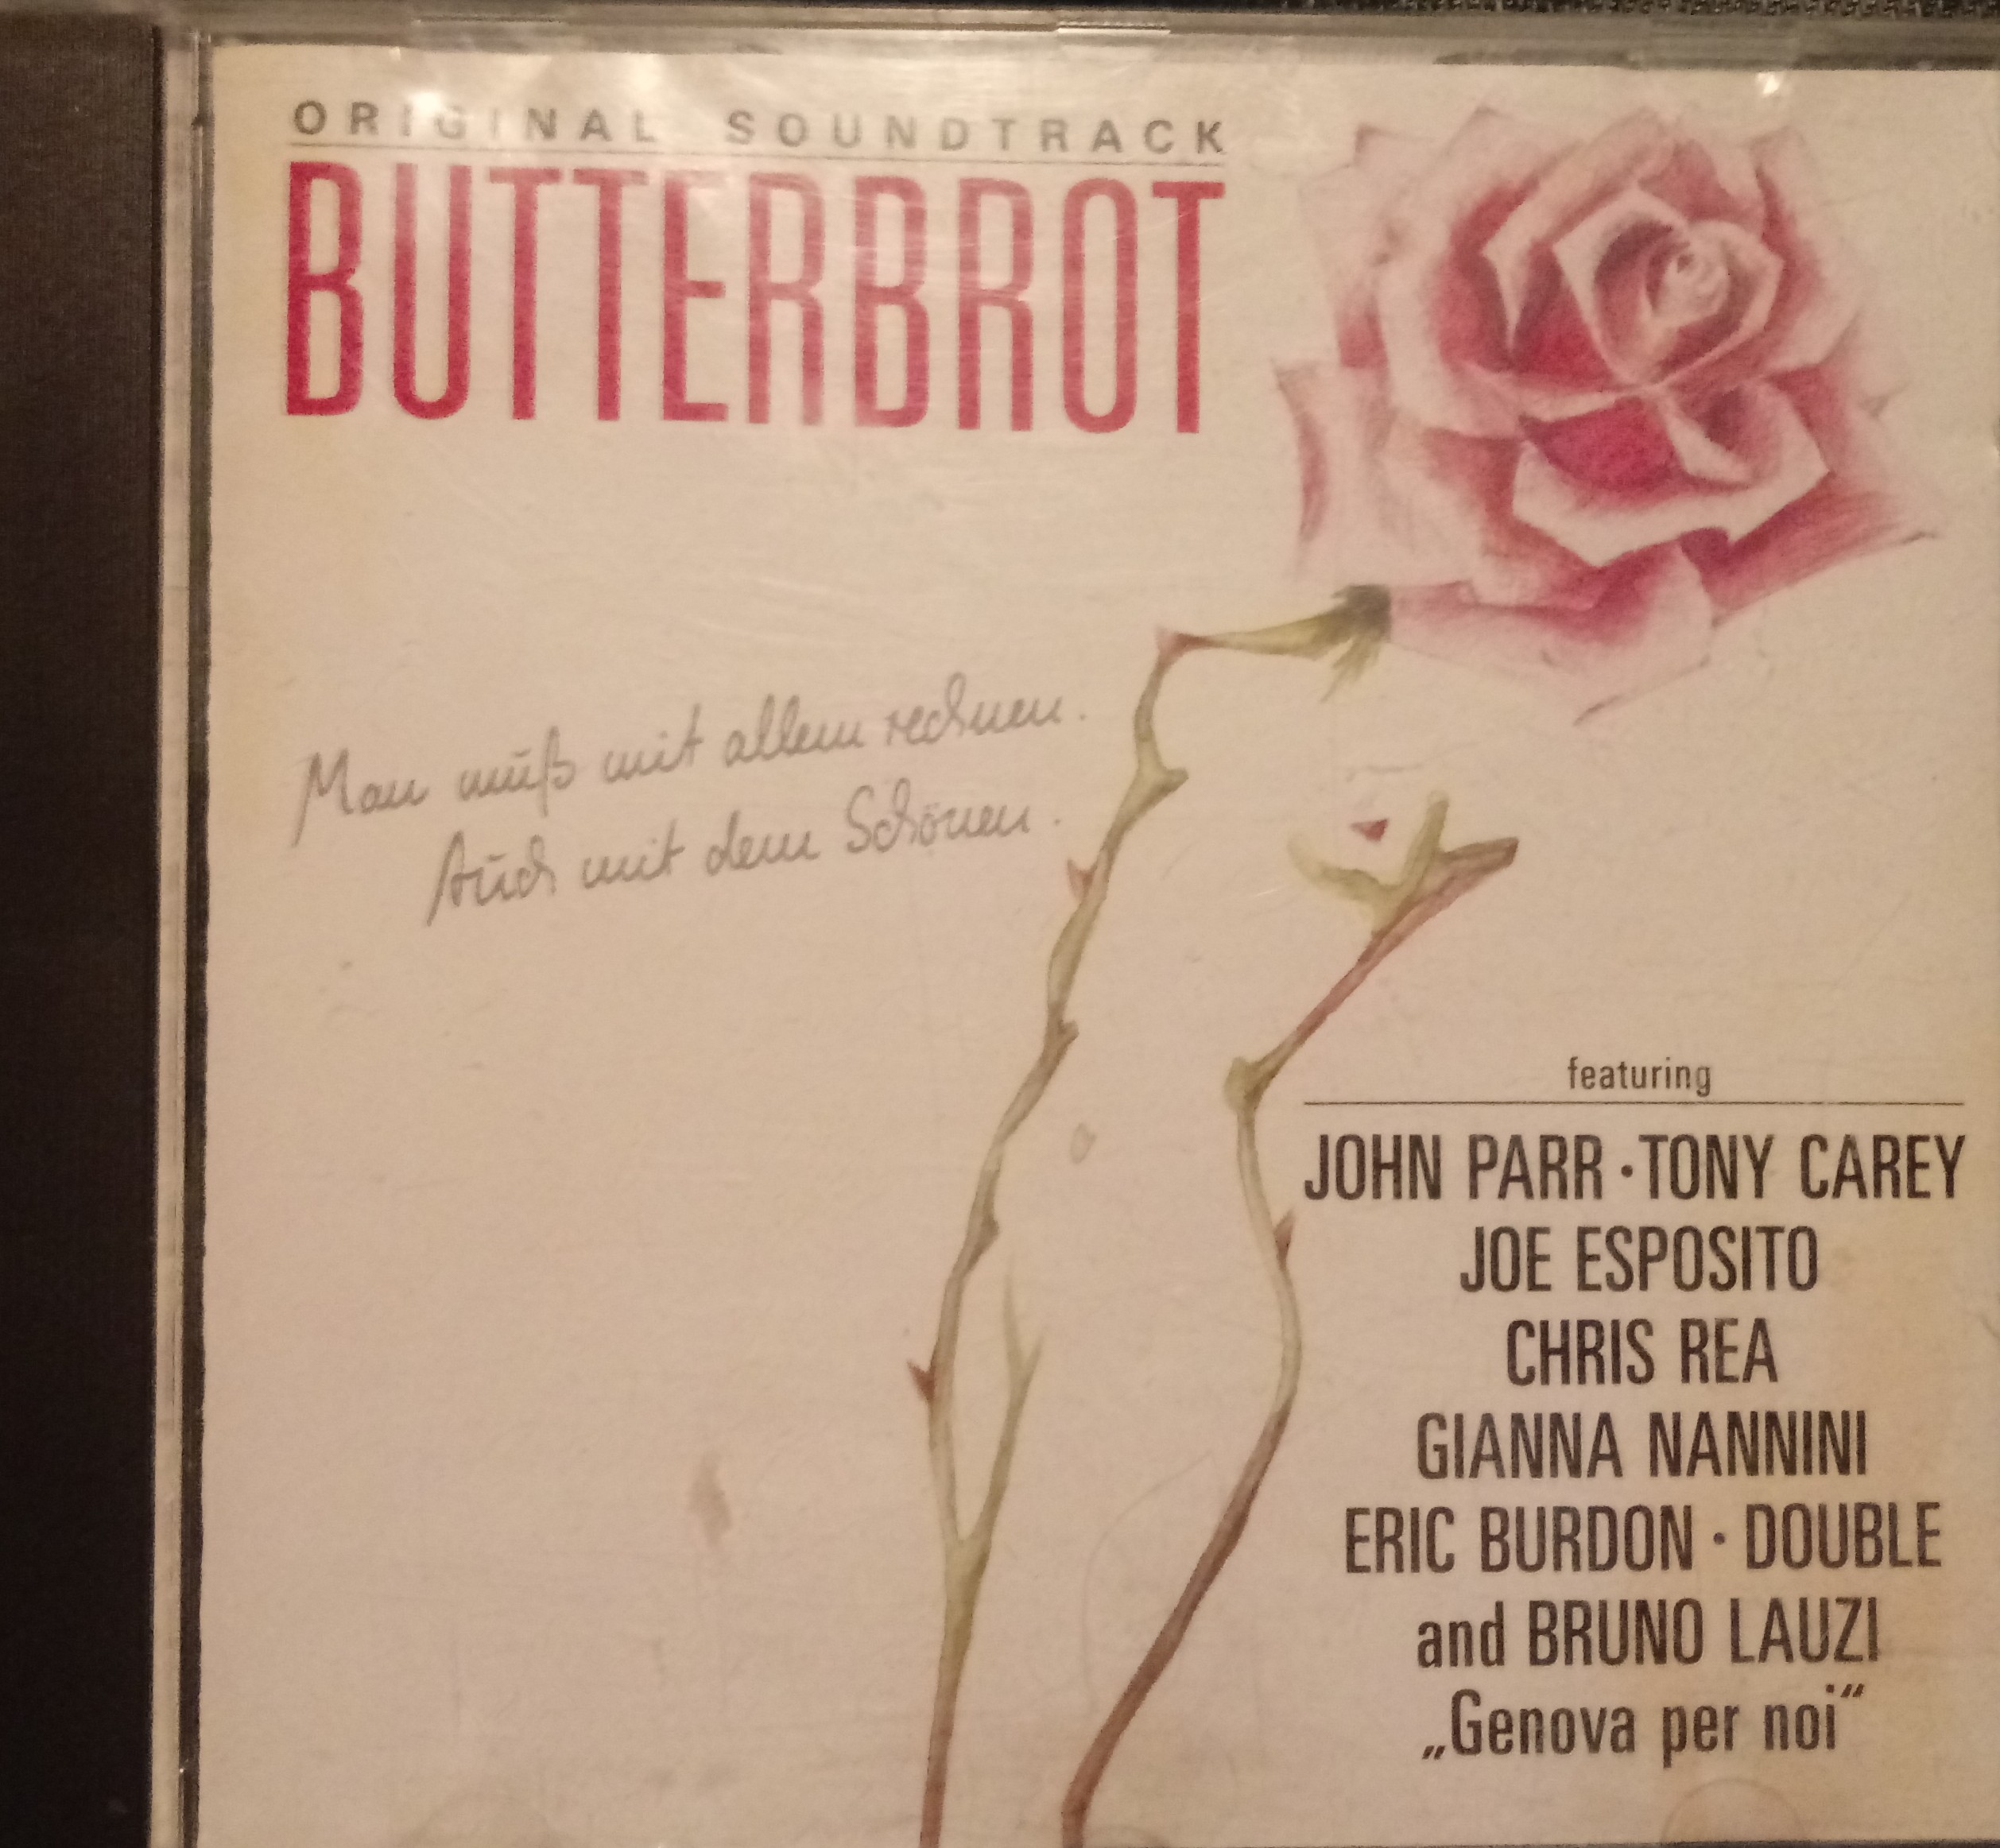 ORIGINAL SOUNDTRACK
BUTTERBROT
Man muß mit allem rechnen.
Auch mit dem Schönen.
featuring
JOHN PARR · TONY CAREY
JOE ESPOSITO
CHRIS REA
GIANNA NANNINI
ERIC BURDON · DOUBLE
and BRUNO LAUZI
„Genova per noi“